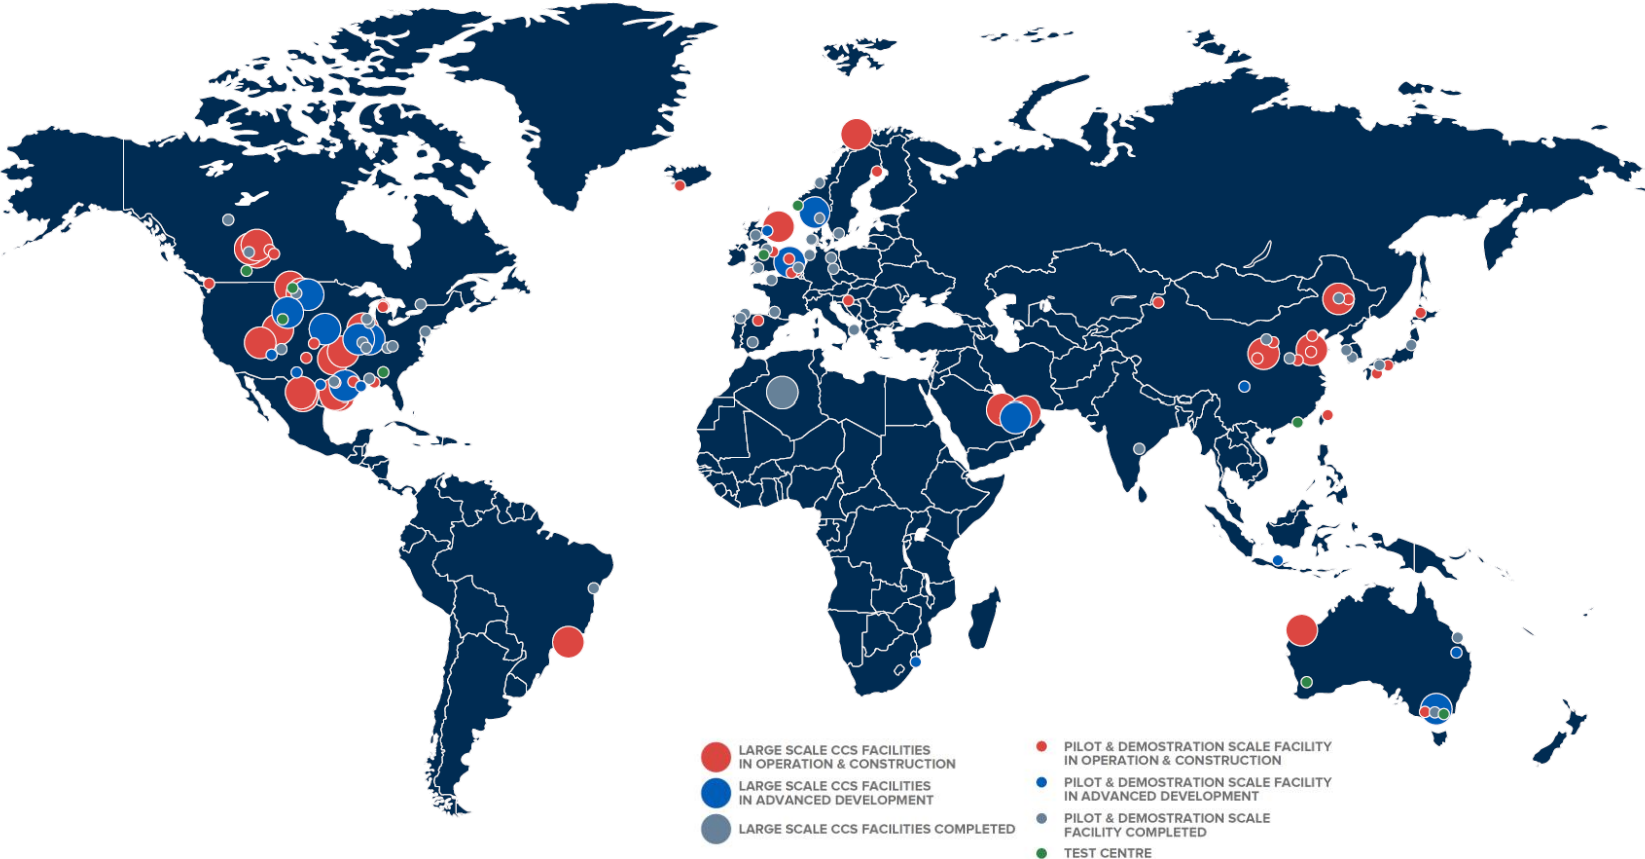 LARGE SCALE CCS FACILITIES
IN OPERATION & CONSTRUCTION
LARGE SCALE CCS FACILITIES
IN ADVANCED DEVELOPMENT
LARGE SCALE CCS FACILITIES COMPLETED
PILOT & DEMOSTRATION SCALE FACILITY
IN OPERATION & CONSTRUCTION
PILOT & DEMOSTRATION SCALE FACILITY
IN ADVANCED DEVELOPMENT
PILOT & DEMOSTRATION SCALE
FACILITY COMPLETED
TEST CENTRE